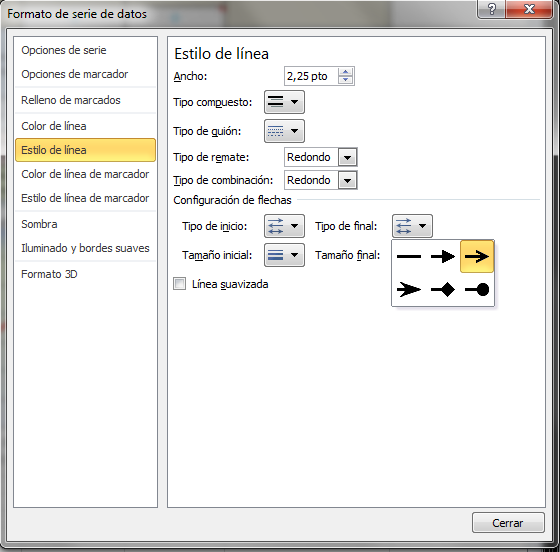 Formato de serie de datos
Opciones de serie
Opciones de marcador
Relleno de marcados
Color de línea
Estilo de línea
Color de línea de marcador
Estilo de línea de marcador
Sombra
Iluminado y bordes suaves
Formato 3D
Estilo de línea
Ancho: 2,25 pto
Tipo compuesto:
Tipo de guión:
Tipo de remate: Redondo
Tipo de combinación: Redondo
Configuración de flechas
Tipo de inicio: Tipo de final:
Tamaño inicial: Tamaño final:
Línea suavizada
Cerrar